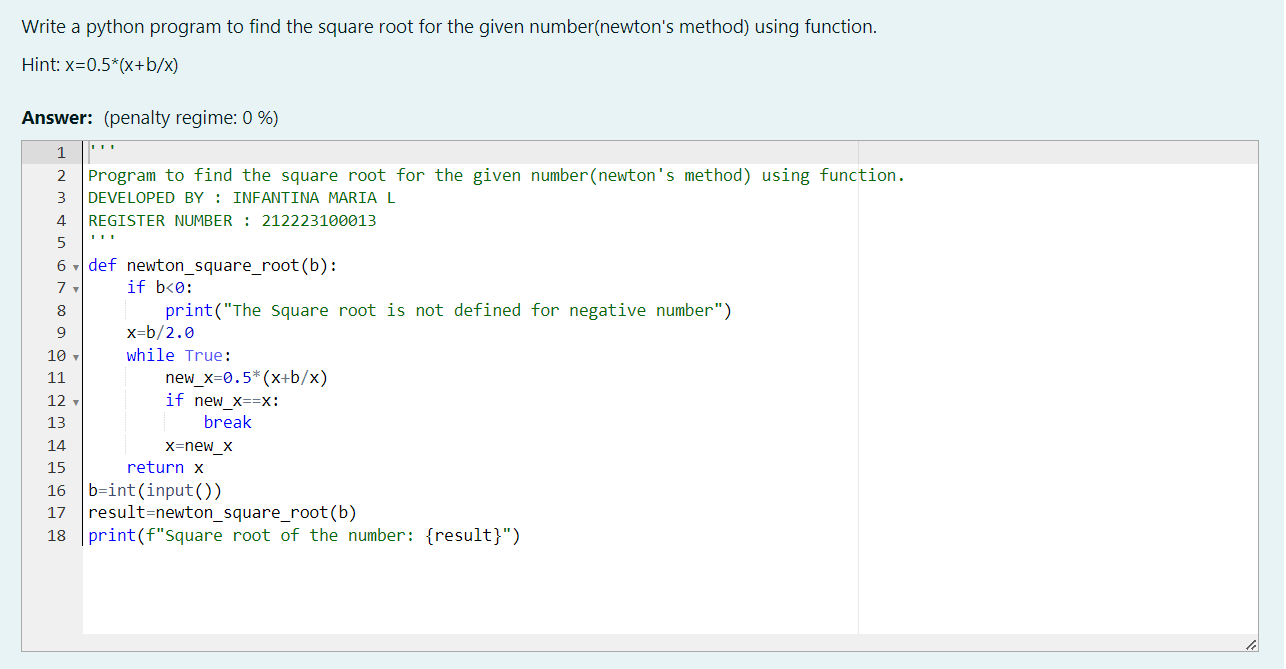 Write a python program to find the square root for the given number(newton's method) using function.
Hint: x=0.5*(x+b/x)
Answer: (penalty regime: 0 %)
1 '''
2 Program to find the square root for the given number(newton's method) using function.
3 DEVELOPED BY : INFANTINA MARIA L
4 REGISTER NUMBER : 212223100013
5 '''
6 def newton_square_root(b):
7     if b<0:
8         print("The Square root is not defined for negative number")
9     x=b/2.0
10     while True:
11         new_x=0.5*(x+b/x)
12         if new_x==x:
13             break
14         x=new_x
15     return x
16 b=int(input())
17 result=newton_square_root(b)
18 print(f"Square root of the number: {result}")